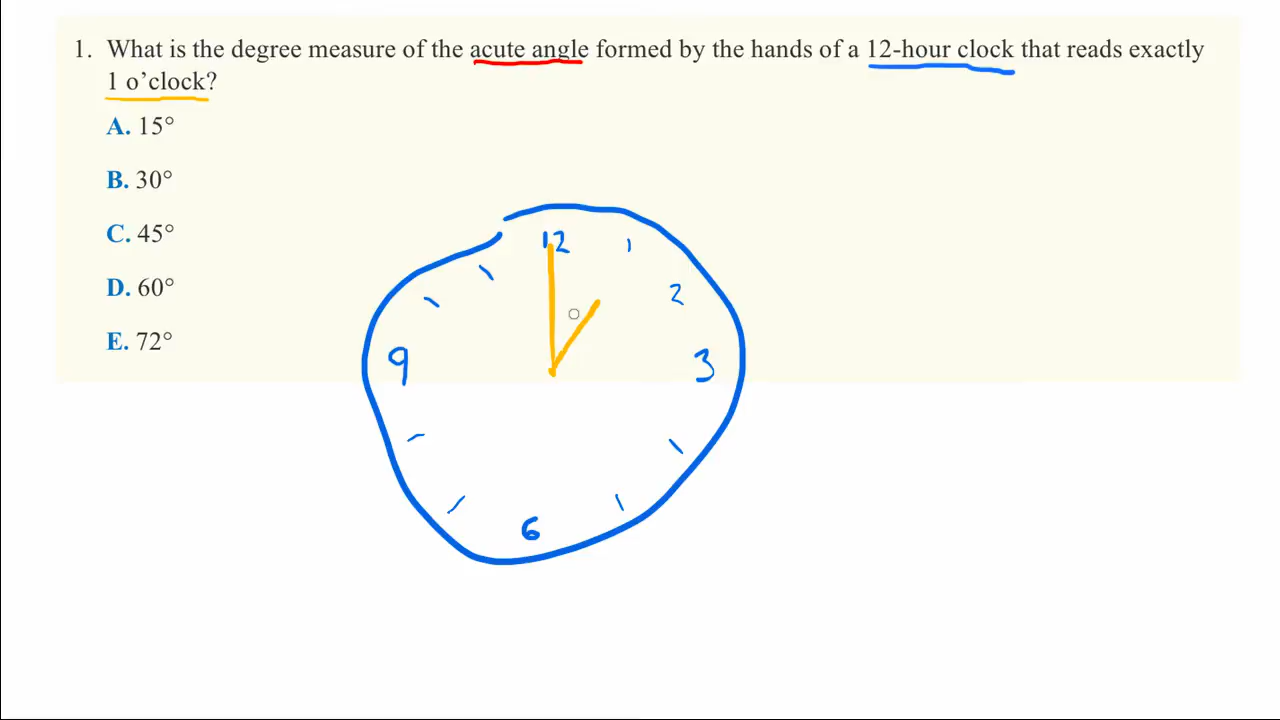 1. What is the degree measure of the acute angle formed by the hands of a 12-hour clock that reads exactly
1 o’clock?
A. 15°
B. 30°
C. 45°
D. 60°
E. 72°
12 1
2
9 3
6